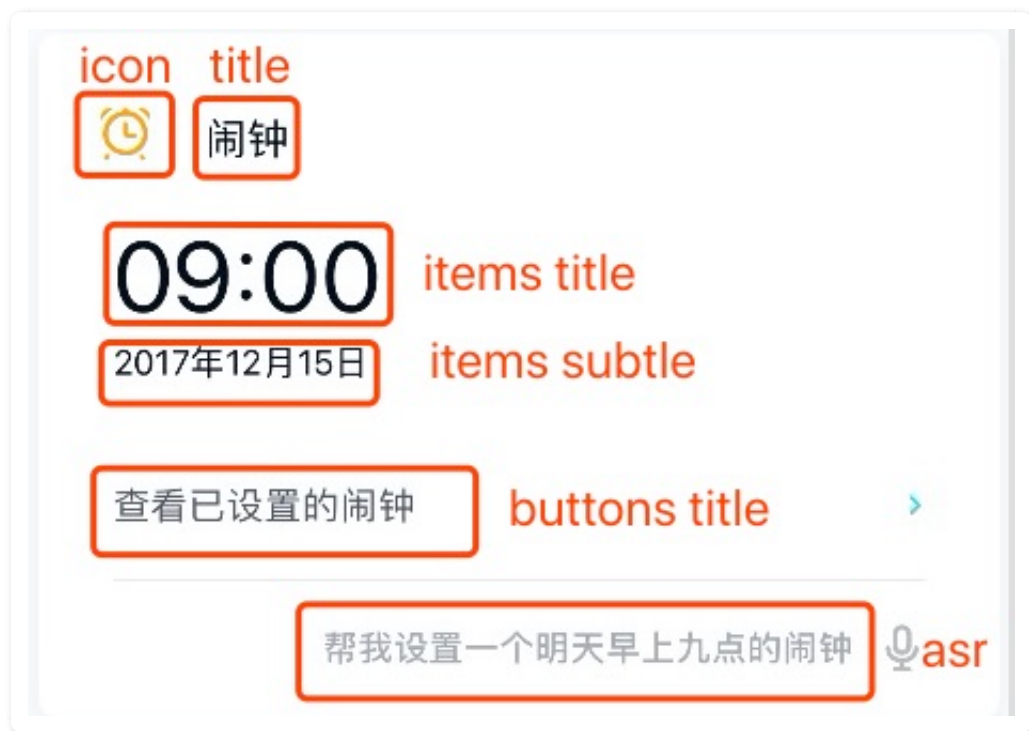 icon title
闹钟
09:00 items title
2017年12月15日 items subtle
查看已设置的闹钟 buttons title
帮我设置一个明天早上九点的闹钟 asr